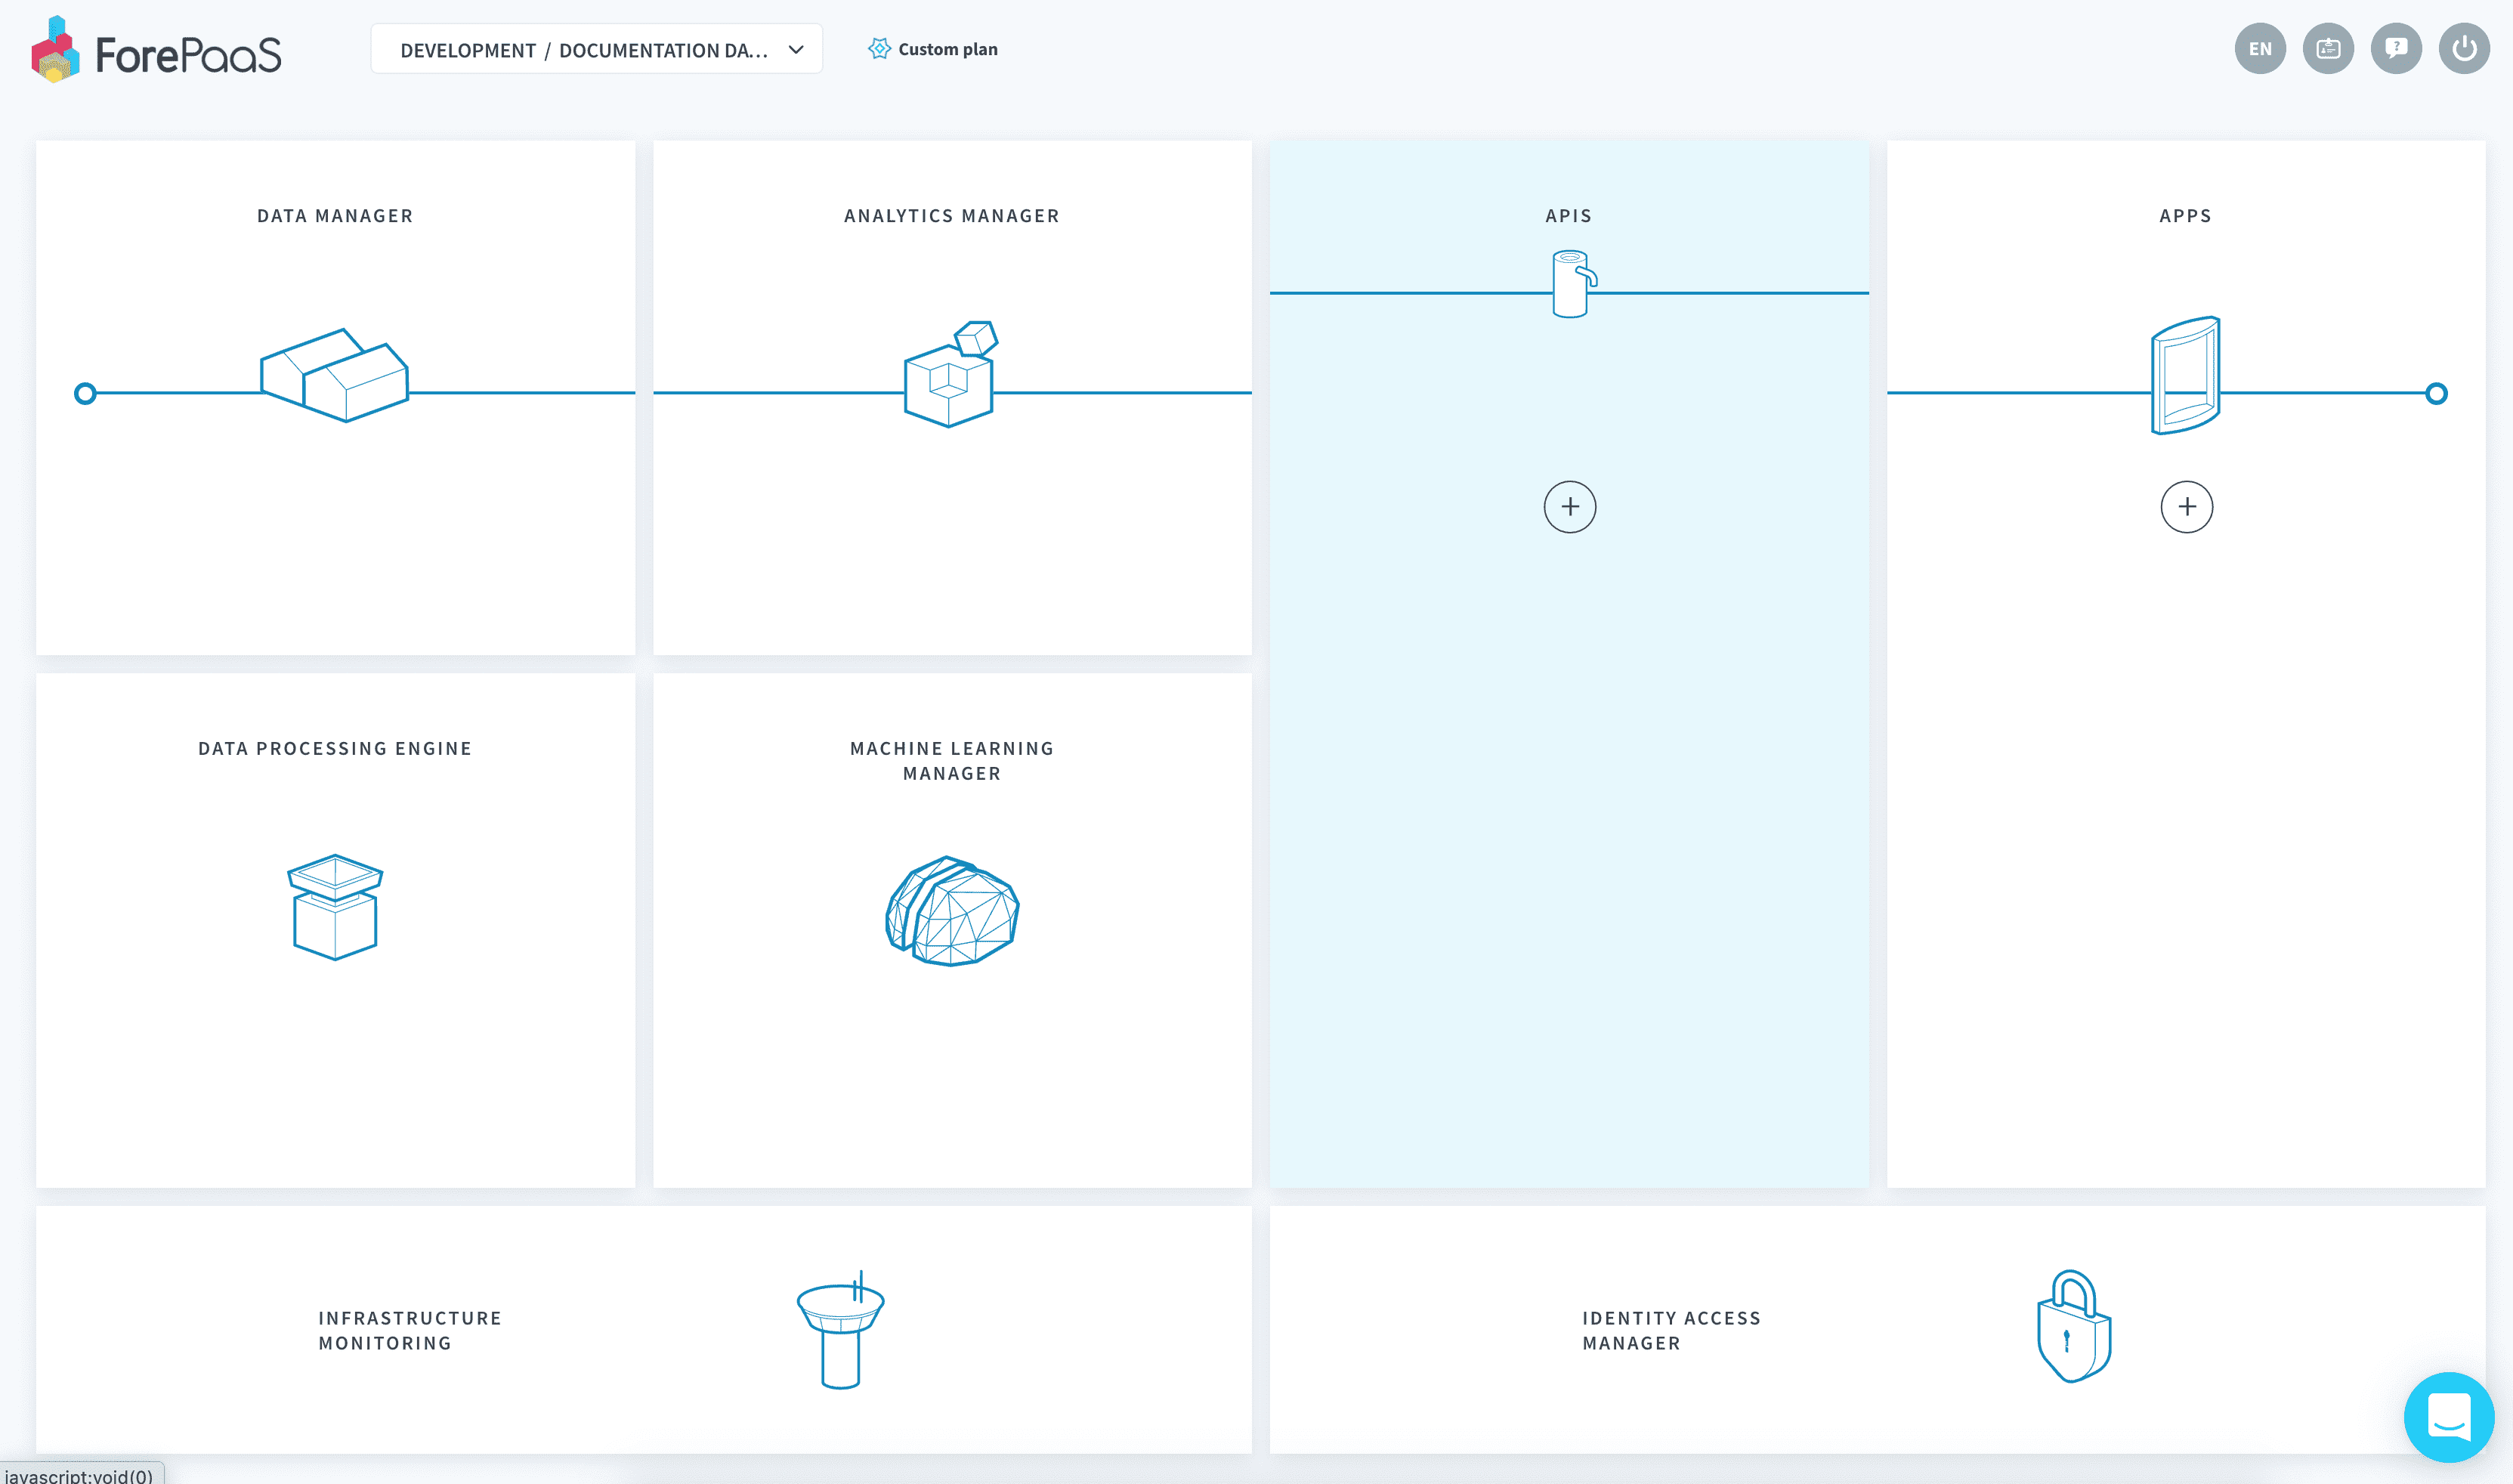 ForePaaS
DEVELOPMENT / DOCUMENTATION DA...
Custom plan
EN
DATA MANAGER
ANALYTICS MANAGER
APIS
APPS
DATA PROCESSING ENGINE
MACHINE LEARNING
MANAGER
INFRASTRUCTURE
MONITORING
IDENTITY ACCESS
MANAGER
javascript:void(0)